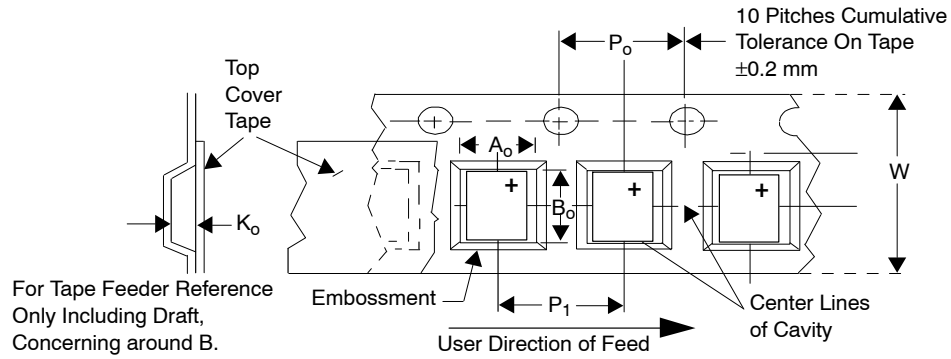 10 Pitches Cumulative
Tolerance On Tape
±0.2 mm
Po
Top
Cover
Tape
Ao
W
+
+
+
Bo
Ko
For Tape Feeder Reference
Only Including Draft,
Concerning around B.
Embossment
P1
Center Lines
of Cavity
User Direction of Feed